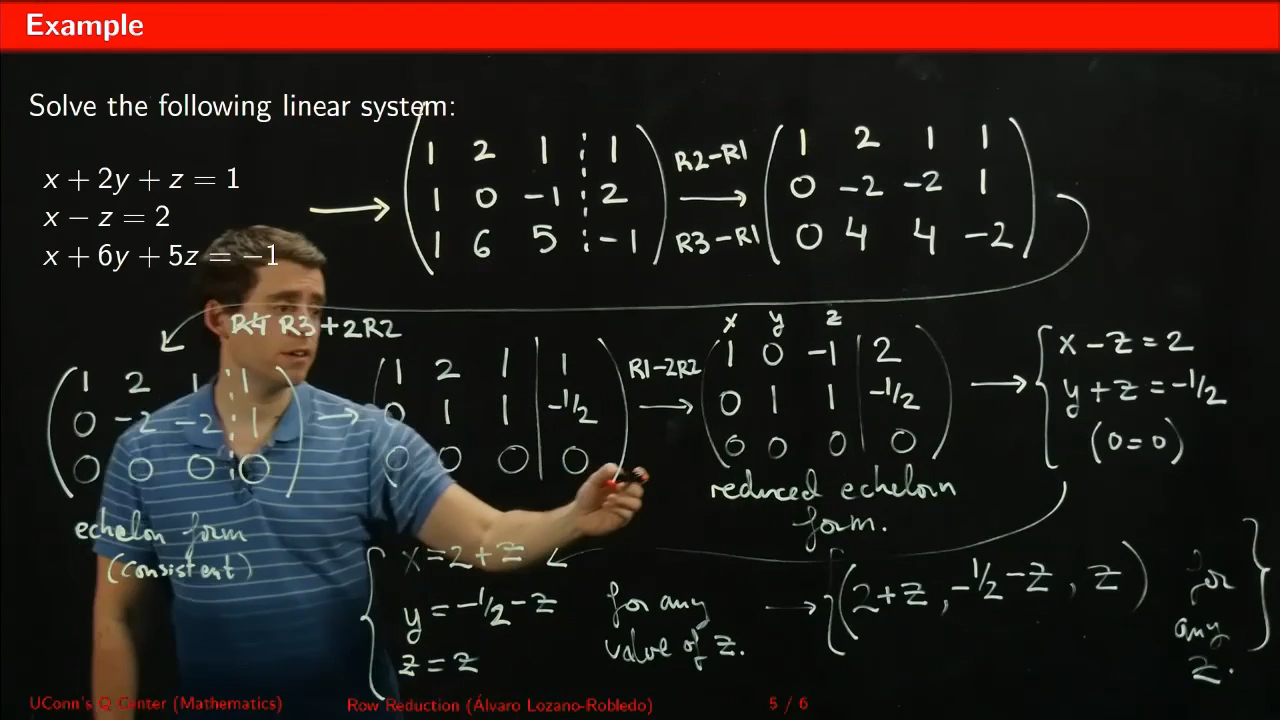 Example
Solve the following linear system:
x + 2y + z = 1
x − z = 2
x + 6y + 5z = −1
1 2 1 1
1 0 -1 2
1 6 5 -1
R2-R1
R3-R1
1 2 1 1
0 -2 -2 1
0 4 4 -2
R4 R3+2R2
1 2 1 1
0 -2 -2 1
0 0 0 0
echelon form
(consistent)
1 2 1 1
0 1 1 -1/2
0 0 0 0
R1-2R2
x y z
1 0 -1 2
0 1 1 -1/2
0 0 0 0
reduced echeloin
form.
x-z=2
y+z=-1/2
(0=0)
x=2+z
y=-1/2-z
z=z
for any
value of z.
{(2+z, -1/2-z, z) for
any
z.}
UConn's Q Center (Mathematics) Row Reduction (Álvaro Lozano-Robledo) 5 / 6